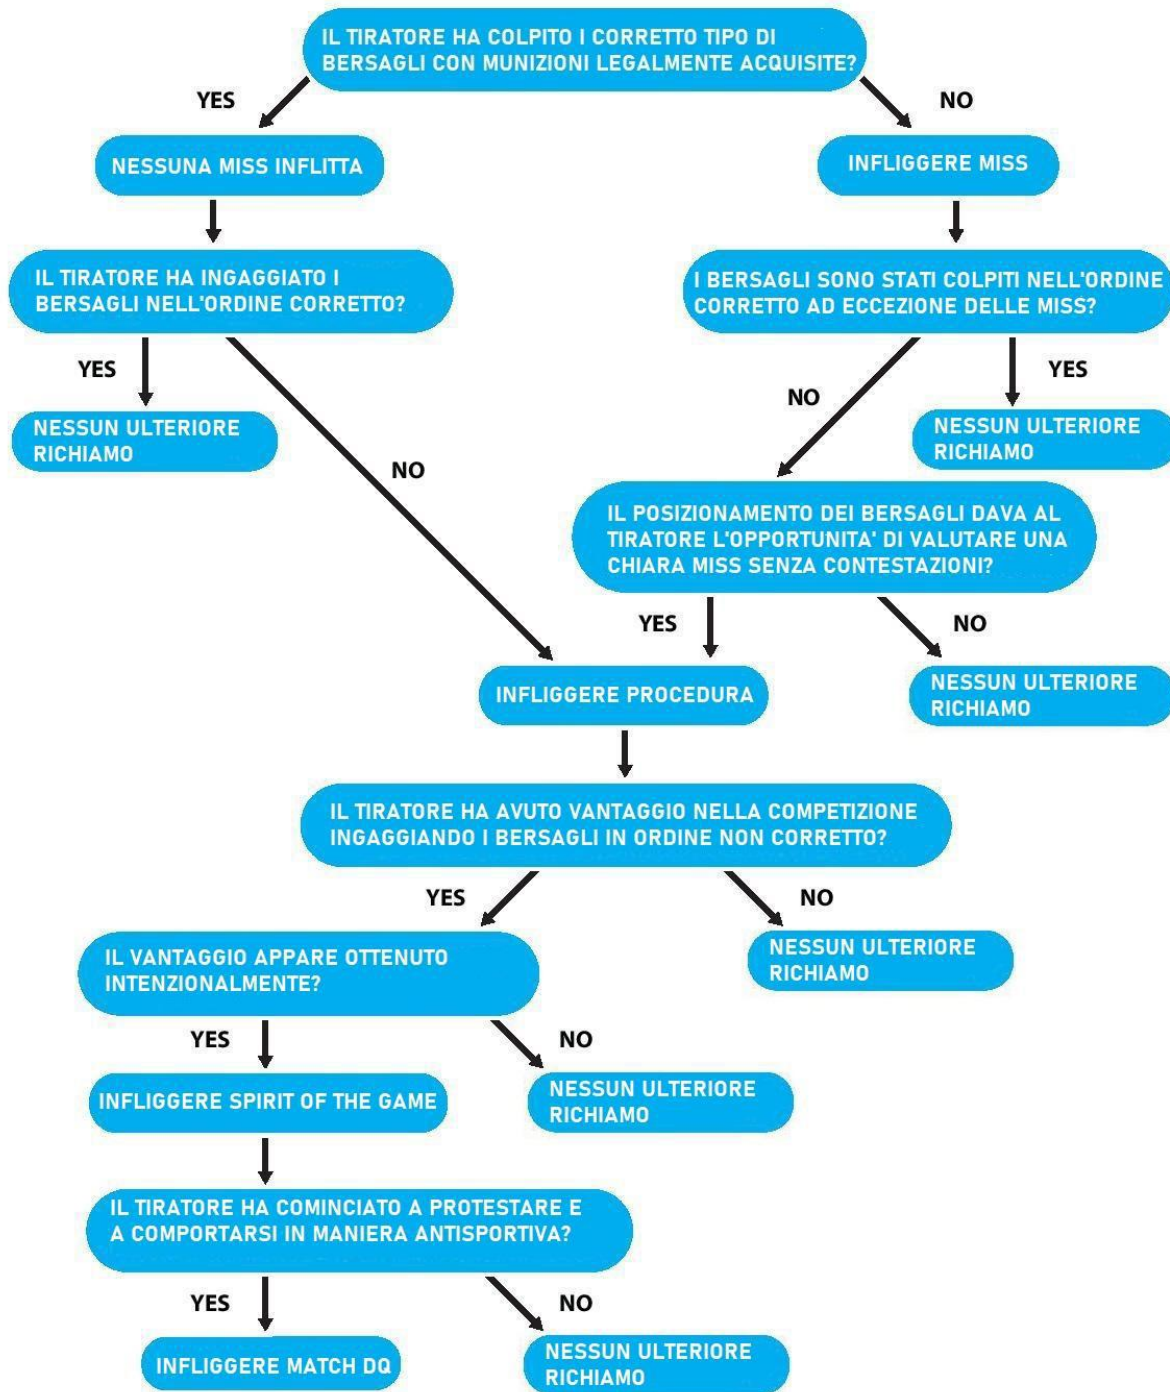 IL TIRATORE HA COLPITO I CORRETTO TIPO DI
BERSAGLI CON MUNIZIONI LEGALMENTE ACQUISITE?
YES
NO
NESSUNA MISS INFLITTA
INFLIGGERE MISS
IL TIRATORE HA INGAGGIATO I
BERSAGLI NELL'ORDINE CORRETTO?
I BERSAGLI SONO STATI COLPITI NELL'ORDINE
CORRETTO AD ECCEZIONE DELLE MISS?
YES
NO
NO
YES
NESSUN ULTERIORE
RICHIAMO
NESSUN ULTERIORE
RICHIAMO
IL POSIZIONAMENTO DEI BERSAGLI DAVA AL
TIRATORE L'OPPORTUNITA' DI VALUTARE UNA
CHIARA MISS SENZA CONTESTAZIONI?
YES
NO
INFLIGGERE PROCEDURA
NESSUN ULTERIORE
RICHIAMO
IL TIRATORE HA AVUTO VANTAGGIO NELLA COMPETIZIONE
INGAGGIANDO I BERSAGLI IN ORDINE NON CORRETTO?
YES
NO
IL VANTAGGIO APPARE OTTENUTO
INTENZIONALMENTE?
NESSUN ULTERIORE
RICHIAMO
YES
NO
INFLIGGERE SPIRIT OF THE GAME
NESSUN ULTERIORE
RICHIAMO
IL TIRATORE HA COMINCIATO A PROTESTARE E
A COMPORTARSI IN MANIERA ANTISPORTIVA?
YES
NO
INFLIGGERE MATCH DQ
NESSUN ULTERIORE
RICHIAMO